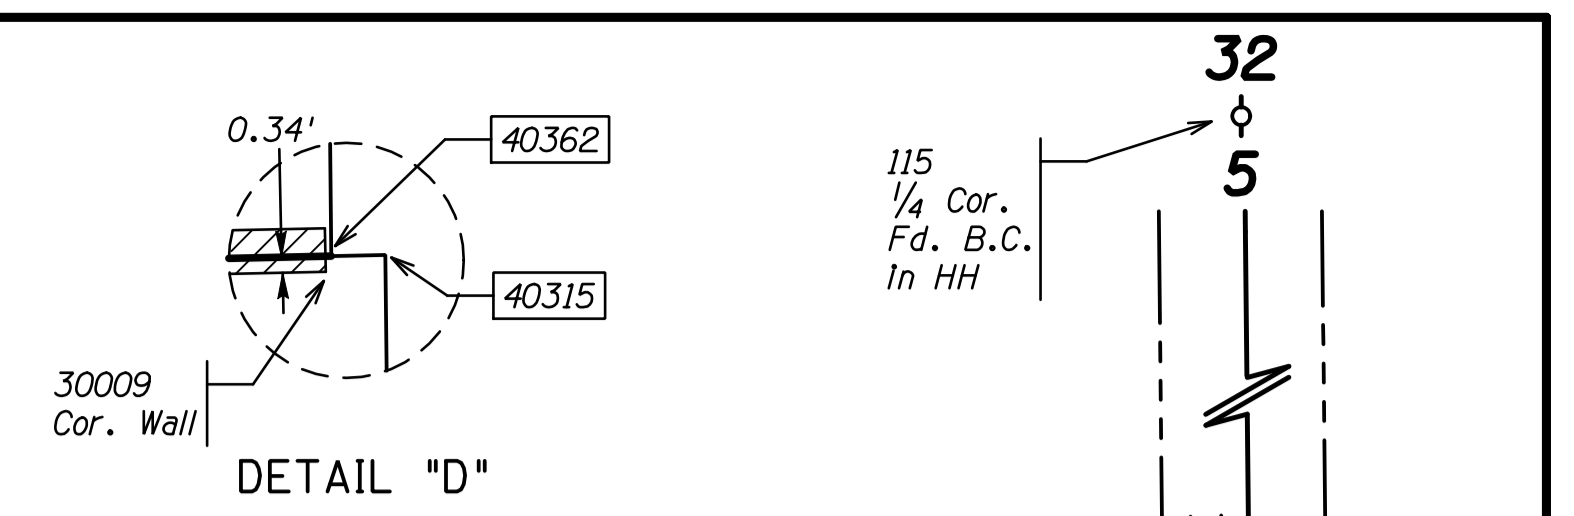 0.34'
40362
40315
30009
Cor. Wall
DETAIL "D"
32
5
115
1/4 Cor.
Fd. B.C.
in HH